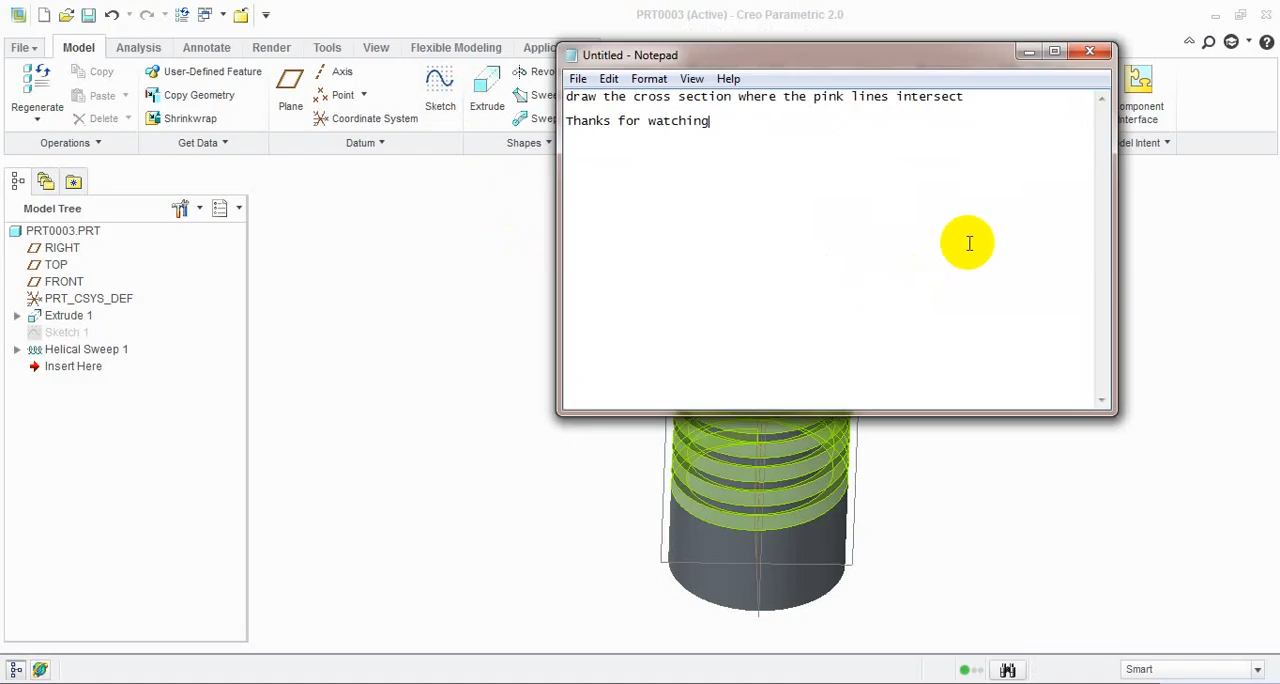 PRT0003 (Active) - Creo Parametric 2.0
File
Model
Analysis
Annotate
Render
Tools
View
Flexible Modeling
Regenerate
Copy
Paste
Delete
Operations
User-Defined Feature
Copy Geometry
Shrinkwrap
Get Data
Plane
Axis
Point
Coordinate System
Datum
Sketch
Extrude
Shapes
Untitled - Notepad
File Edit Format View Help
draw the cross section where the pink lines intersect
Thanks for watching
Model Tree
PRT0003.PRT
RIGHT
TOP
FRONT
PRT_CSYS_DEF
Extrude 1
Sketch 1
Helical Sweep 1
Insert Here
Smart